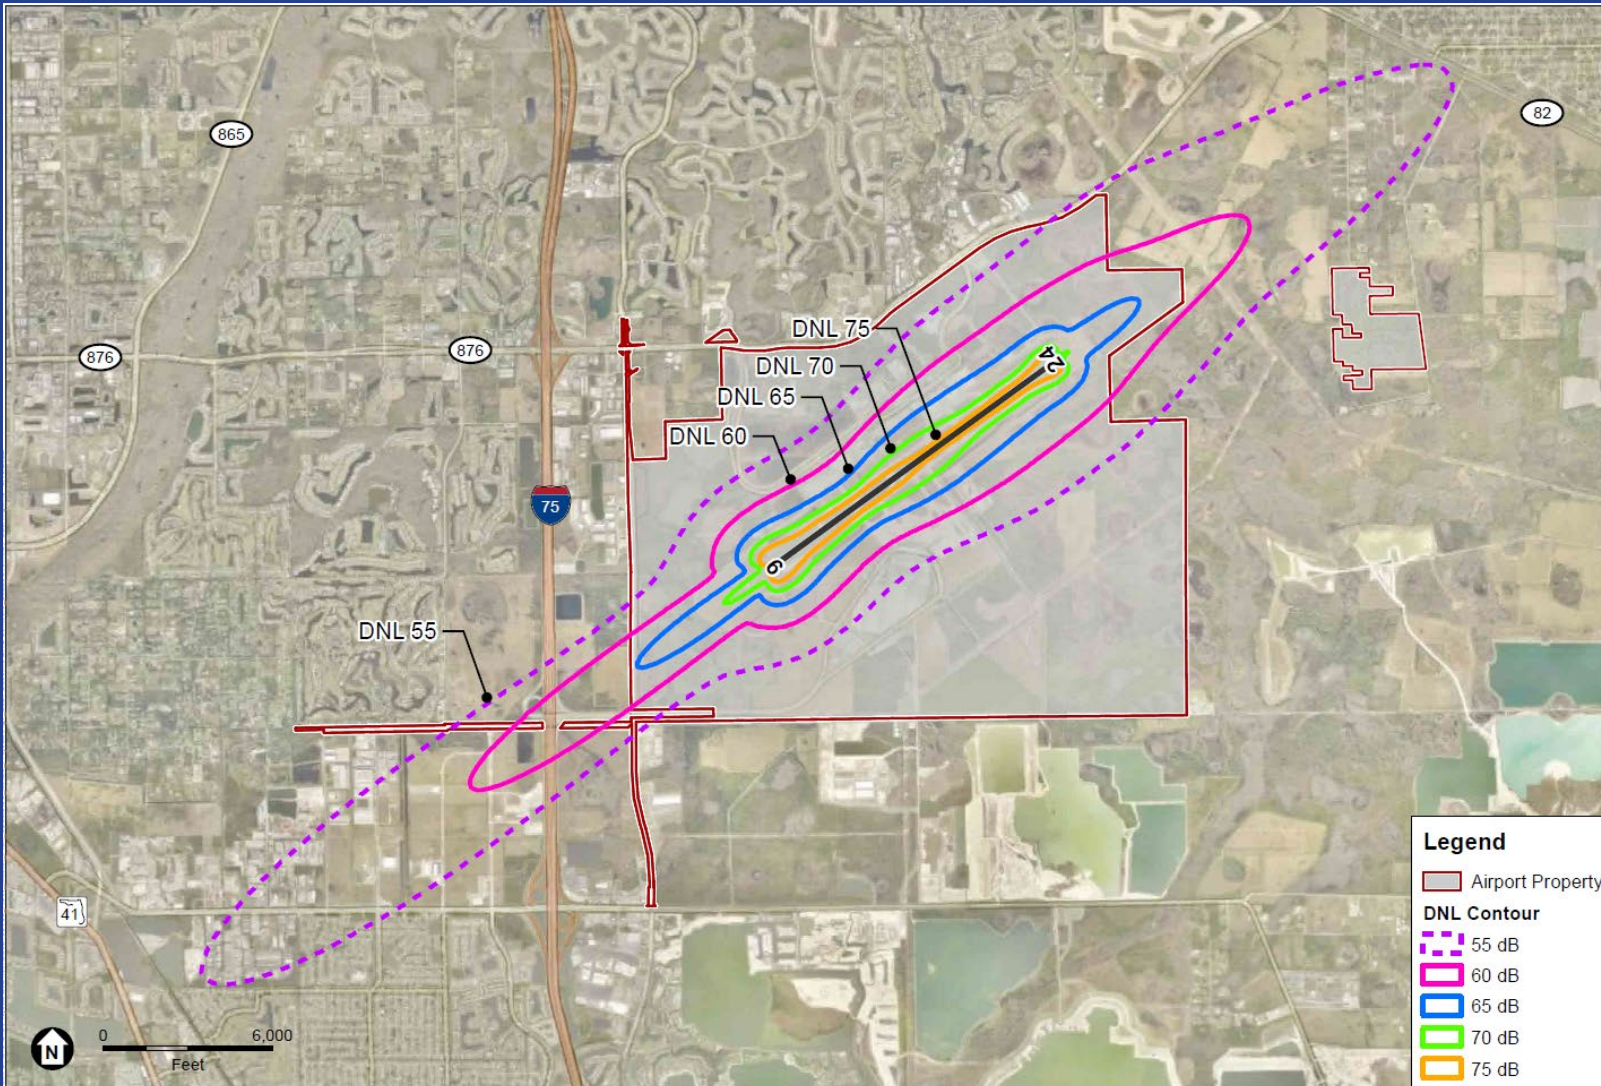 865
82
DNL 75
876
876
DNL 70
24
DNL 65
DNL 60
75
6
DNL 55
41
Legend
Airport Property
DNL Contour
55 dB
60 dB
65 dB
70 dB
75 dB
0 6,000
Feet
N